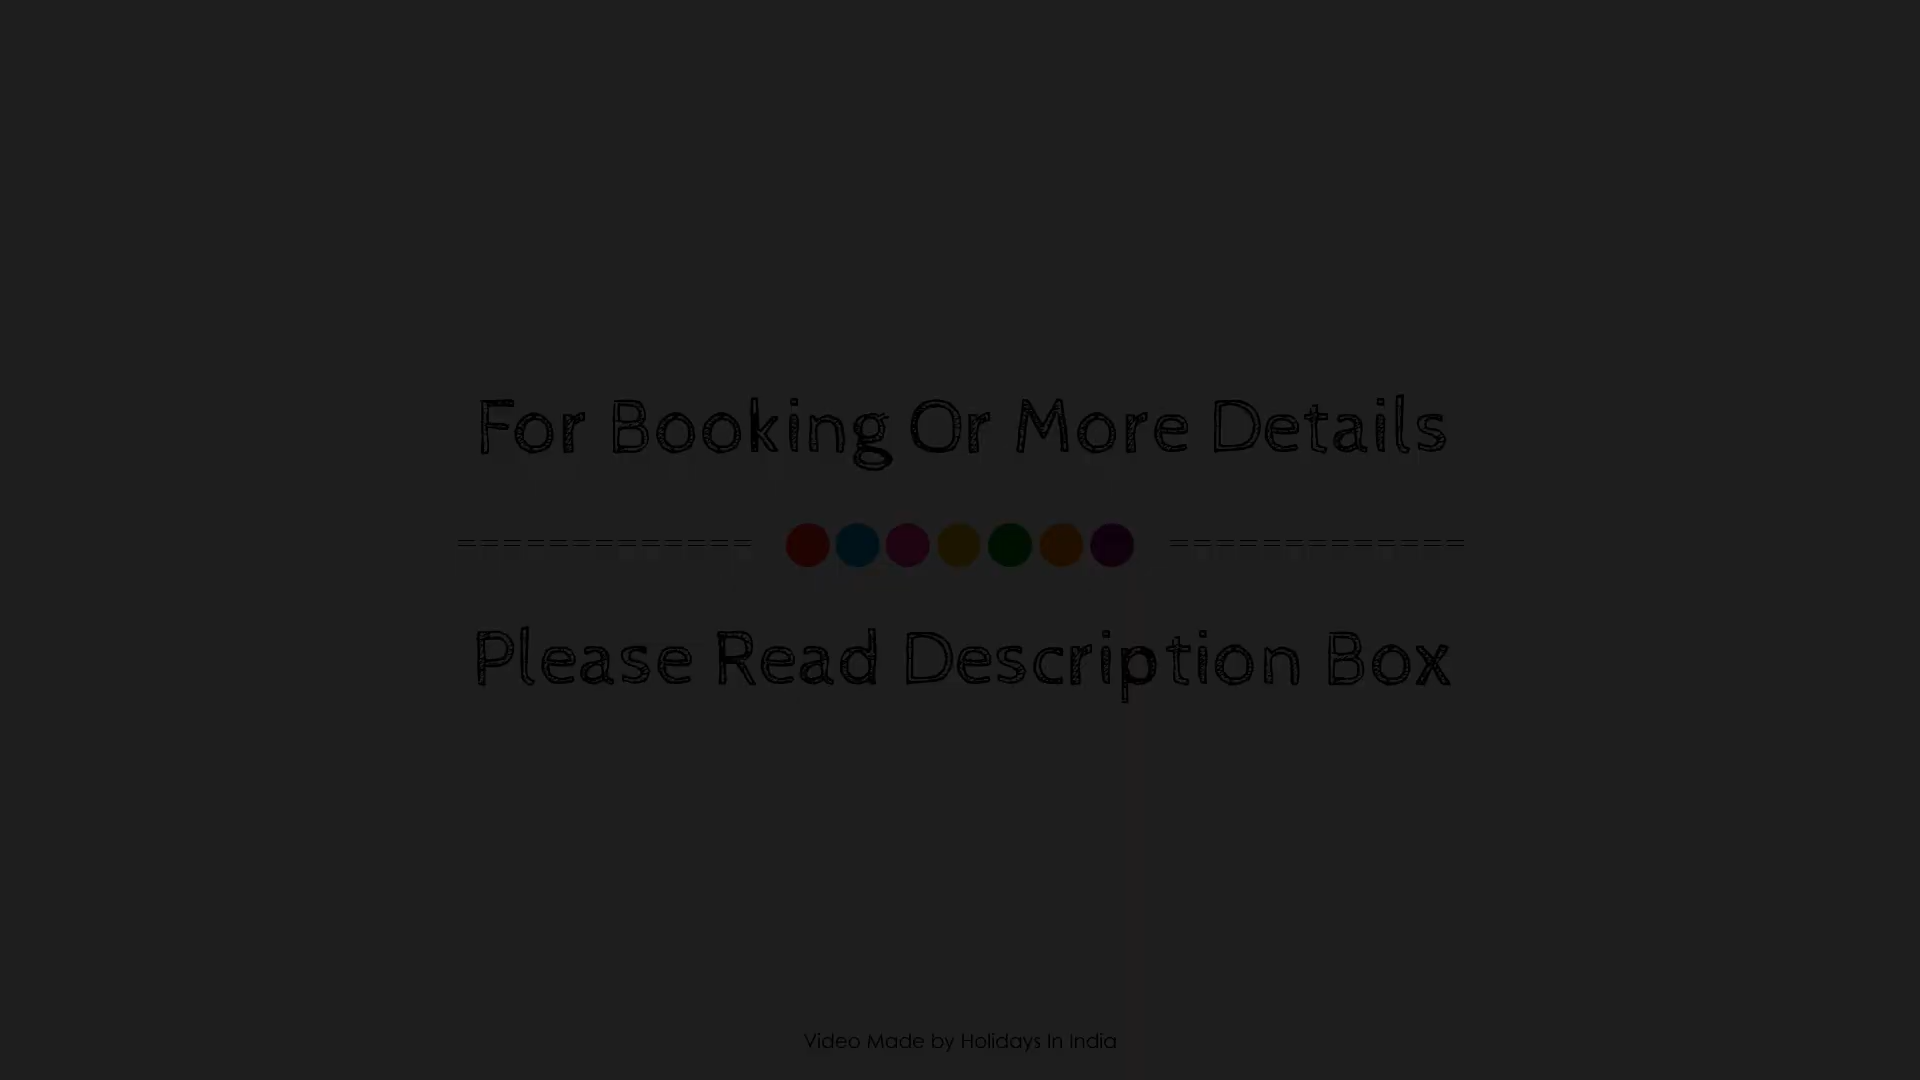 For Booking Or More Details
============= =============
Please Read Description Box
Video Made by Holidays In India